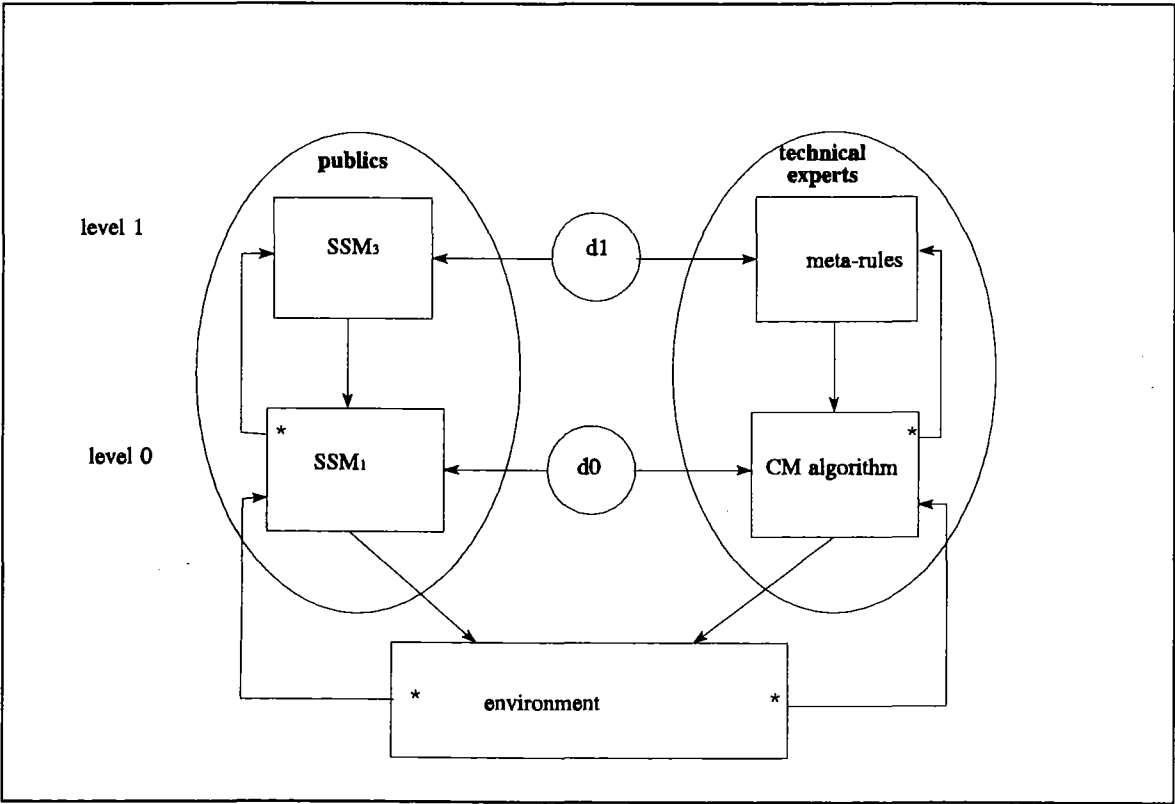 publics
technical
experts
level 1
SSM₃
d1
meta-rules
level 0
*
SSM₁
d0
*
CM algorithm
*
environment
*